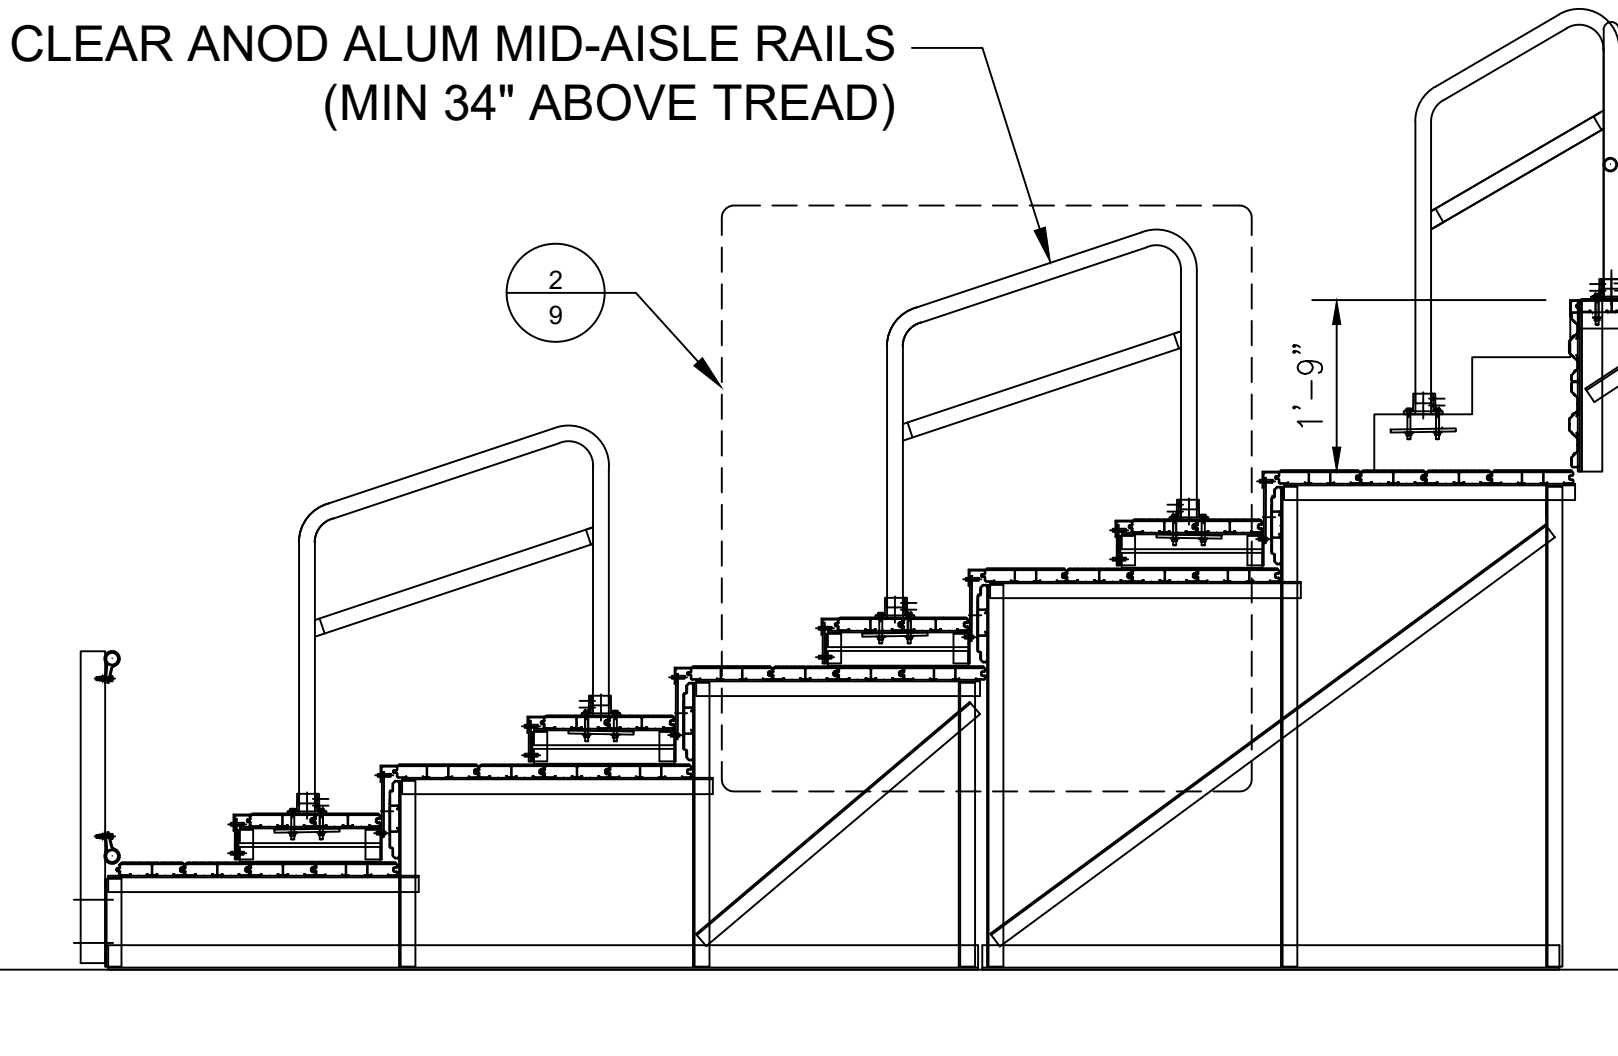 CLEAR ANOD ALUM MID-AISLE RAILS
(MIN 34" ABOVE TREAD)
2
9
1'-9"